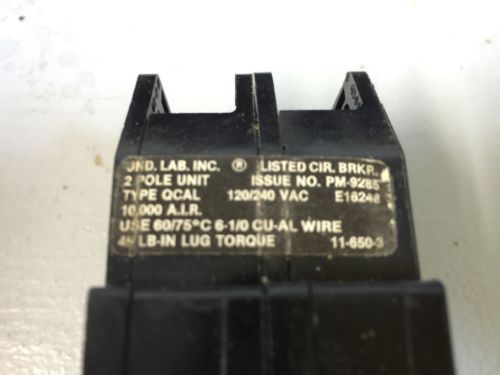 UND. LAB. INC. ® LISTED CIR. BRKR.
2 POLE UNIT ISSUE NO. PM-9285
TYPE QCAL 120/240 VAC E16248
10,000 A.I.R.
USE 60/75°C 6-1/0 CU-AL WIRE
45 LB-IN LUG TORQUE 11-650-3